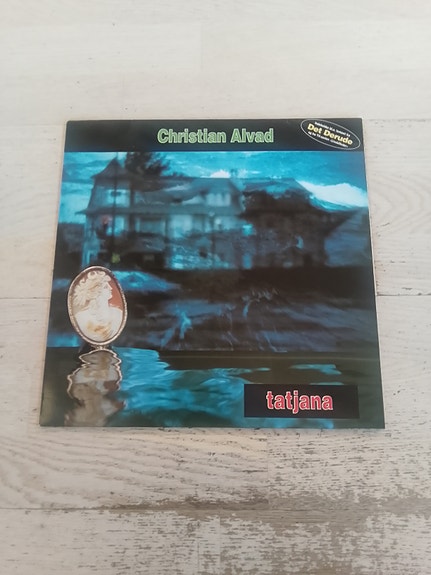 Christian Alvad
Det Derude
tatjana